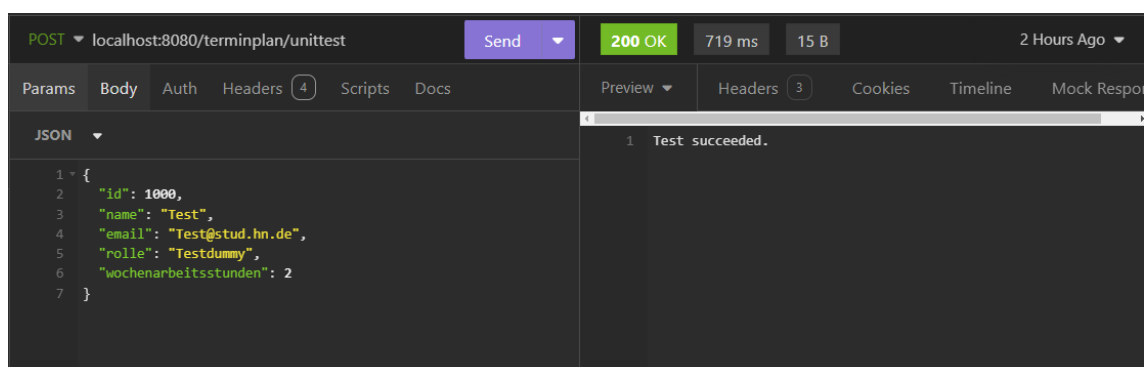 POST localhost:8080/terminplan/unittest Send 200 OK 719 ms 15 B 2 Hours Ago
Params Body Auth Headers 4 Scripts Docs Preview Headers 3 Cookies Timeline Mock Respon
JSON
1 {
2 "id": 1000,
3 "name": "Test",
4 "email": "Test@stud.hn.de",
5 "rolle": "Testdummy",
6 "wochenarbeitsstunden": 2
7 }
1 Test succeeded.